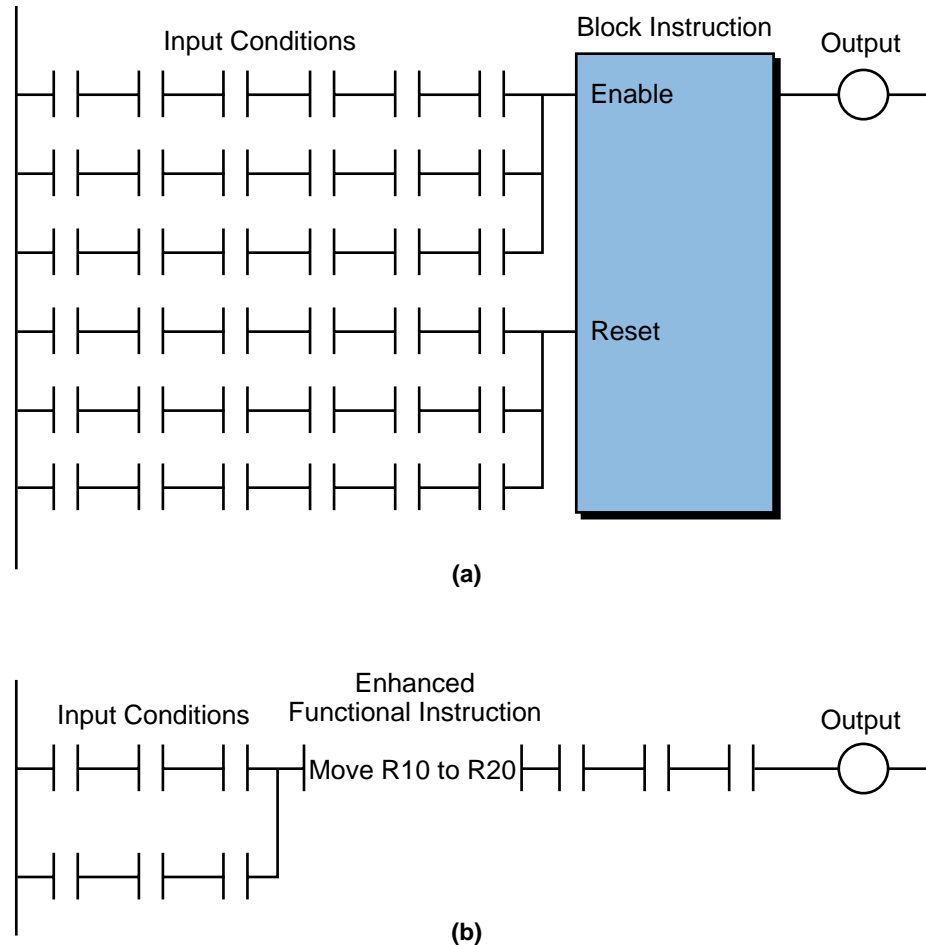 Input Conditions
Block Instruction
Output
Enable
Reset
(a)
Enhanced
Functional Instruction
Input Conditions
Output
Move R10 to R20
(b)